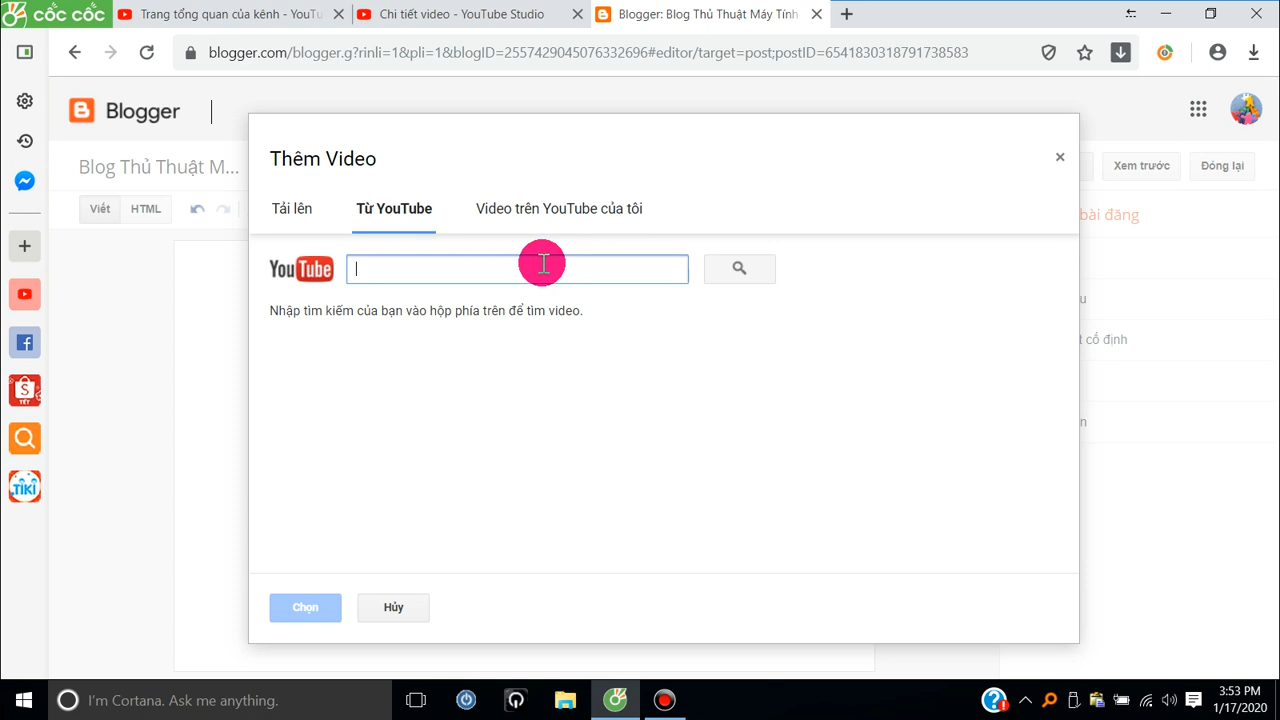 cốc cốc
Trang tổng quan của kênh - YouTu
Chi tiết video - YouTube Studio
Blogger: Blog Thủ Thuật Máy Tính
blogger.com/blogger.g?rinli=1&pli=1&blogID=2557429045076332696#editor/target=post;postID=6541830318791738583
Blogger
Blog Thủ Thuật M...
Xem trước
Đóng lại
Viết
HTML
bài đăng
u
t cố định
n
Thêm Video
Tải lên
Từ YouTube
Video trên YouTube của tôi
YouTube
Nhập tìm kiếm của bạn vào hộp phía trên để tìm video.
Chọn
Hủy
TẾT
TIKI
I'm Cortana. Ask me anything.
3:53 PM
1/17/2020